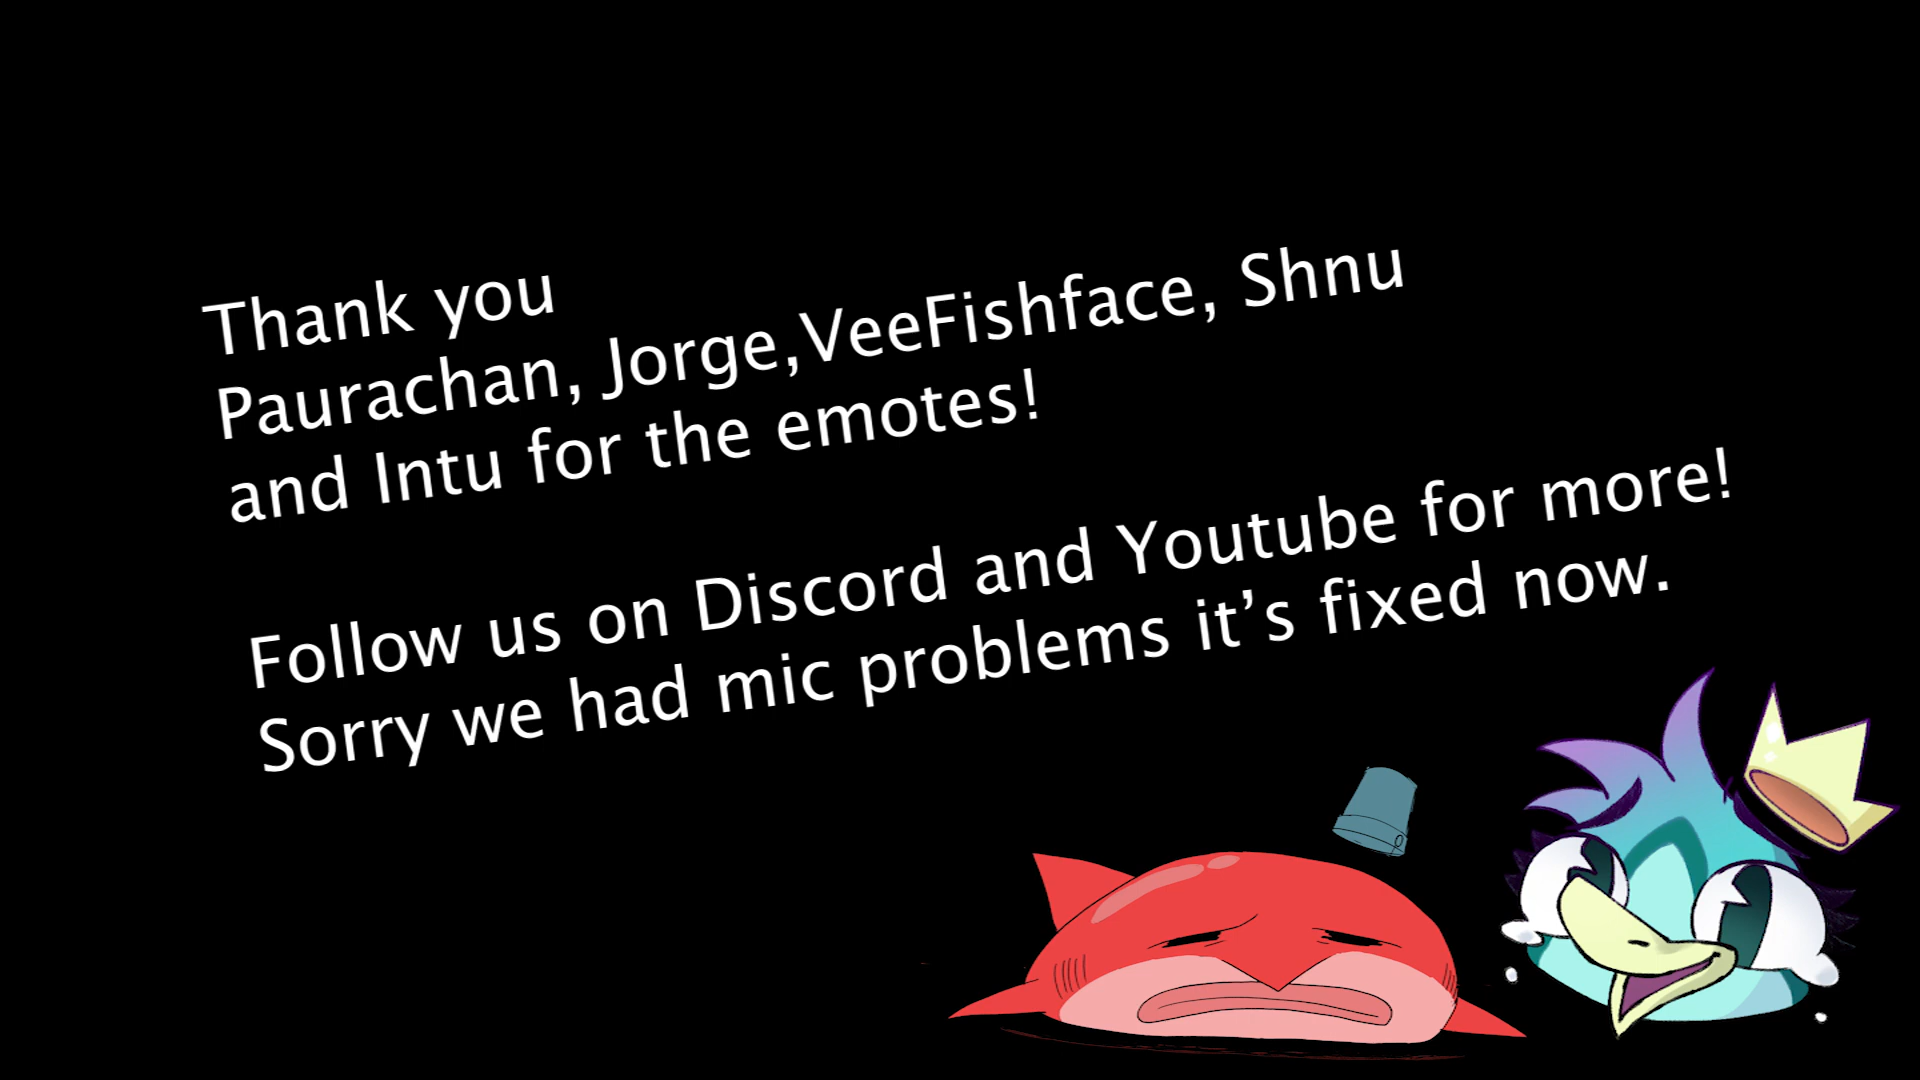 Thank you
Paurachan, Jorge,VeeFishface, Shnu
and Intu for the emotes!
Follow us on Discord and Youtube for more!
Sorry we had mic problems it’s fixed now.